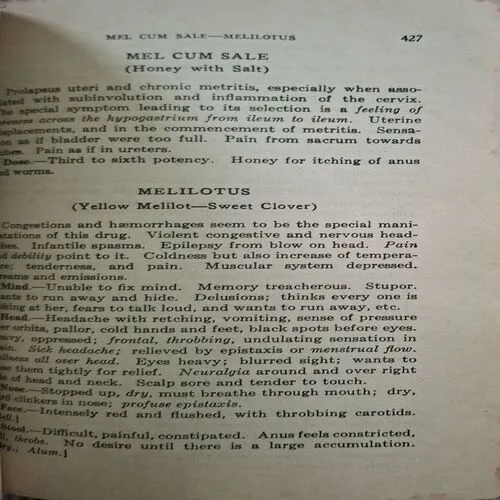 MEL CUM SALE—MELILOTUS 427
MEL CUM SALE
(Honey with Salt)
Prolapsus uteri and chronic metritis, especially when asso-
with subinvolution and inflammation of the cervix.
special symptom leading to its selection is a feeling of
across the hypogastrium from ileum to ileum. Uterine
and in the commencement of metritis. Sensa-
as if bladder were too full. Pain from sacrum towards
Pain as if in ureters.
Dose.—Third to sixth potency. Honey for itching of anus
worms.
MELILOTUS
(Yellow Melilot—Sweet Clover)
Congestions and hæmorrhages seem to be the special mani-
of this drug. Violent congestive and nervous head-
Infantile spasms. Epilepsy from blow on head. Pain
debility point to it. Coldness but also increase of tempera-
tenderness, and pain. Muscular system depressed.
and emissions.
Mind.—Unable to fix mind. Memory treacherous. Stupor.
to run away and hide. Delusions; thinks every one is
at her, fears to talk loud, and wants to run away, etc.
Head.—Headache with retching, vomiting, sense of pressure
orbits, pallor, cold hands and feet, black spots before eyes.
oppressed; frontal, throbbing, undulating sensation in
Sick headache; relieved by epistaxis or menstrual flow.
all over head. Eyes heavy; blurred sight; wants to
them tightly for relief. Neuralgia around and over right
of head and neck. Scalp sore and tender to touch.
Nose.—Stopped up, dry, must breathe through mouth; dry,
clinkers in nose; profuse epistaxis.
Face.—Intensely red and flushed, with throbbing carotids.
Stool.—Difficult, painful, constipated. Anus feels constricted,
throbs. No desire until there is a large accumulation.
Alum.]